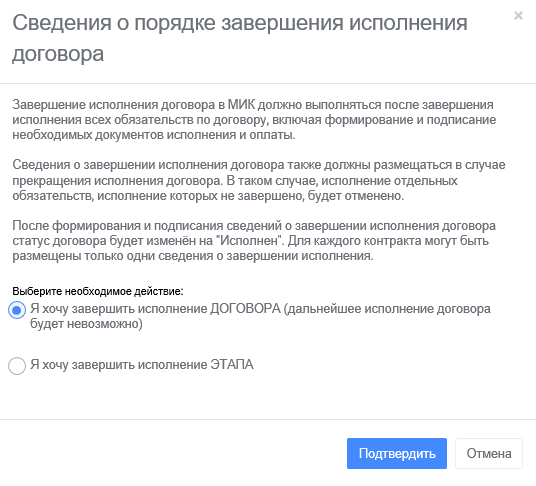 Сведения о порядке завершения исполнения
договора
×
Завершение исполнения договора в МИК должно выполняться после завершения
исполнения всех обязательств по договору, включая формирование и подписание
необходимых документов исполнения и оплаты.
Сведения о завершении исполнения договора также должны размещаться в случае
прекращения исполнения договора. В таком случае, исполнение отдельных
обязательств, исполнение которых не завершено, будет отменено.
После формирования и подписания сведений о завершении исполнения договора
статус договора будет изменён на "Исполнен". Для каждого контракта могут быть
размещены только одни сведения о завершении исполнения.
Выберите необходимое действие:
Я хочу завершить исполнение ДОГОВОРА (дальнейшее исполнение договора
будет невозможно)
Я хочу завершить исполнение ЭТАПА
Подтвердить
Отмена